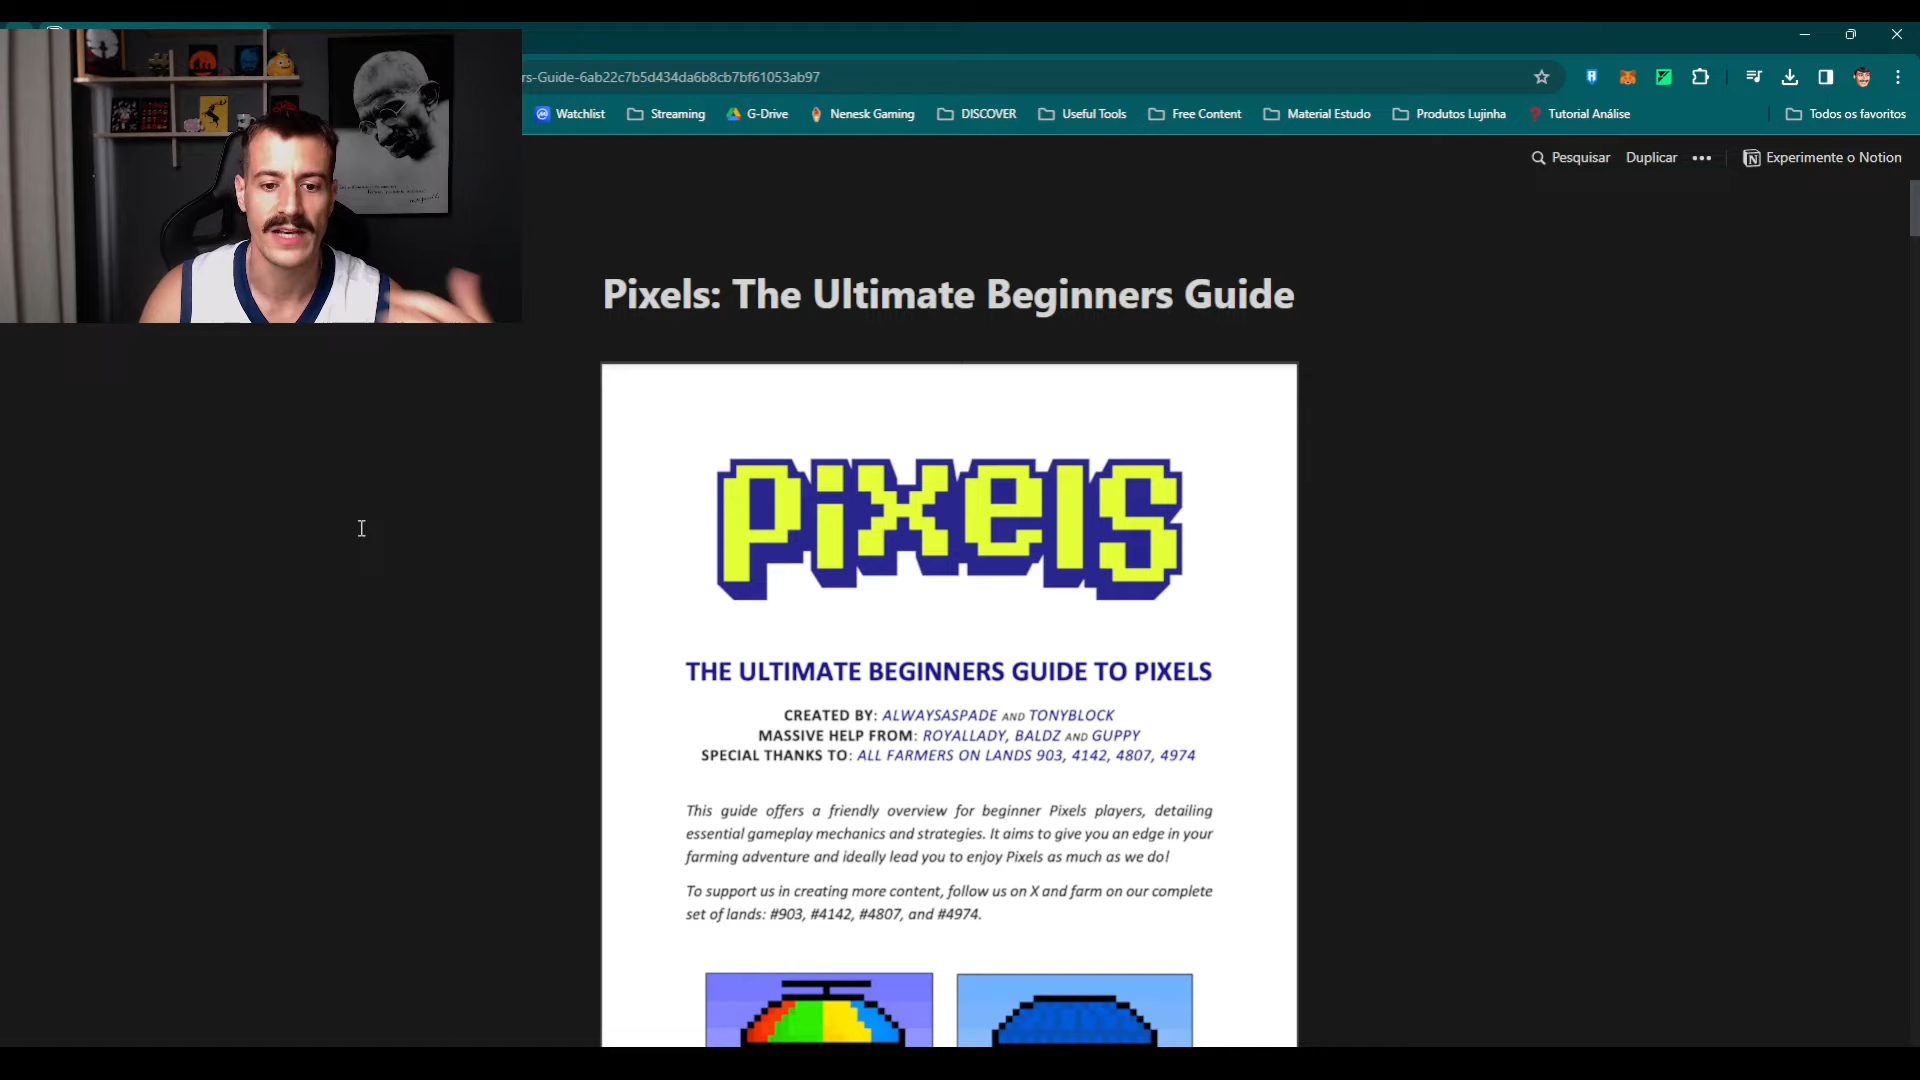 rs-Guide-6ab22c7b5d434da6b8cb7bf61053ab97
Watchlist
Streaming
G-Drive
Nenesk Gaming
DISCOVER
Useful Tools
Free Content
Material Estudo
Produtos Lujinha
Tutorial Análise
Todos os favoritos
Pesquisar
Duplicar
Experimente o Notion
Pixels: The Ultimate Beginners Guide
pixels
THE ULTIMATE BEGINNERS GUIDE TO PIXELS
CREATED BY: ALWAYSASPADE AND TONYBLOCK
MASSIVE HELP FROM: ROYALLADY, BALDZ AND GUPPY
SPECIAL THANKS TO: ALL FARMERS ON LANDS 903, 4142, 4807, 4974
This guide offers a friendly overview for beginner Pixels players, detailing
essential gameplay mechanics and strategies. It aims to give you an edge in your
farming adventure and ideally lead you to enjoy Pixels as much as we do!
To support us in creating more content, follow us on X and farm on our complete
set of lands: #903, #4142, #4807, and #4974.